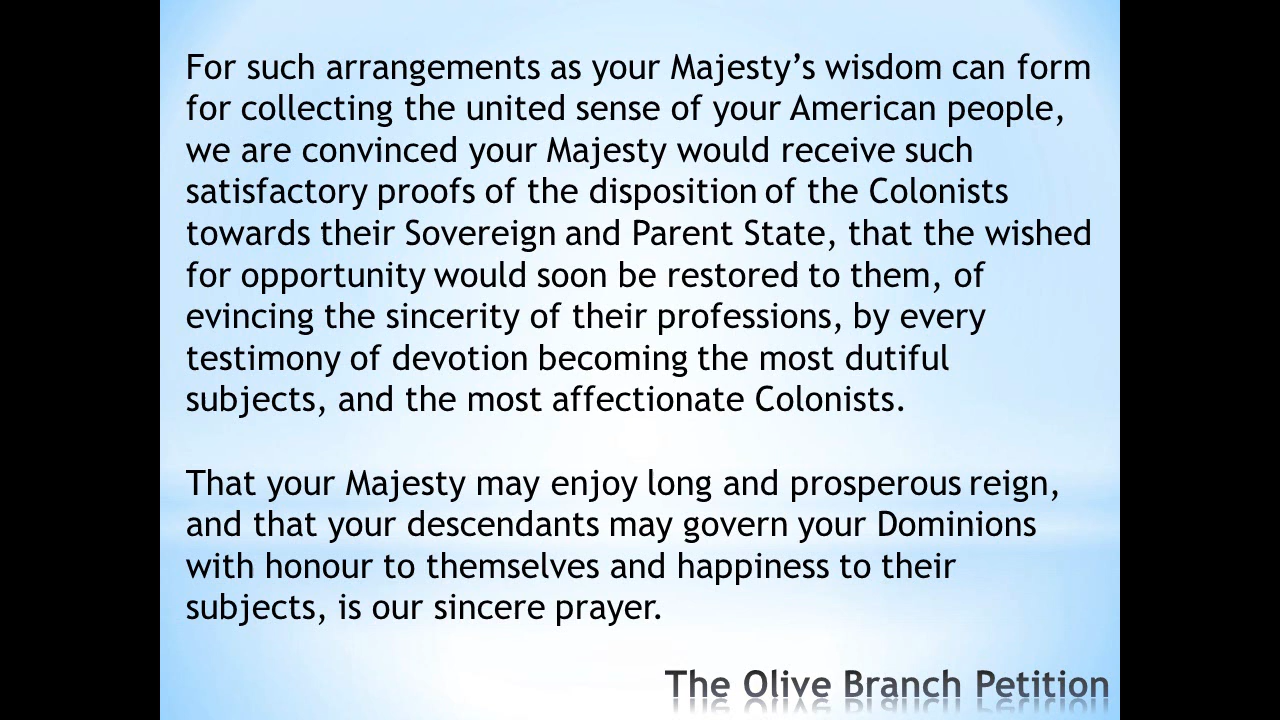 For such arrangements as your Majesty’s wisdom can form
for collecting the united sense of your American people,
we are convinced your Majesty would receive such
satisfactory proofs of the disposition of the Colonists
towards their Sovereign and Parent State, that the wished
for opportunity would soon be restored to them, of
evincing the sincerity of their professions, by every
testimony of devotion becoming the most dutiful
subjects, and the most affectionate Colonists.
That your Majesty may enjoy long and prosperous reign,
and that your descendants may govern your Dominions
with honour to themselves and happiness to their
subjects, is our sincere prayer.
The Olive Branch Petition